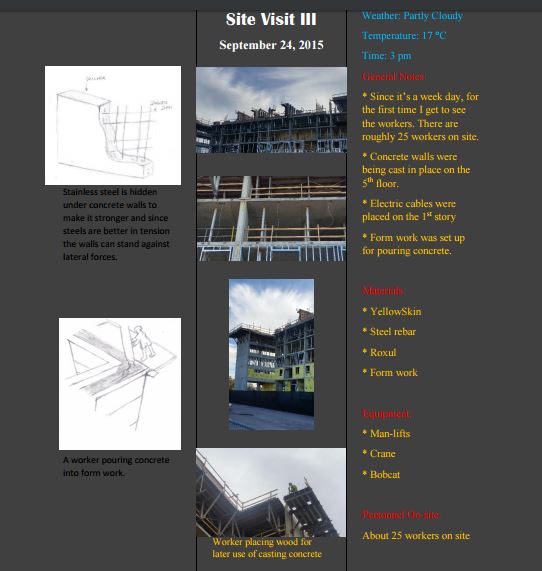 Site Visit III
September 24, 2015
Stainless steel is hidden
under concrete walls to
make it stronger and since
steels are better in tension
the walls can stand against
lateral forces.
A worker pouring concrete
into form work.
Worker placing wood for
later use of casting concrete
Weather: Partly Cloudy
Temperature: 17 °C
Time: 3 pm
General Notes:
* Since it's a week day, for
the first time I get to see
the workers. There are
roughly 25 workers on site.
* Concrete walls were
being cast in place on the
5th floor.
* Electric cables were
placed on the 1st story
* Form work was set up
for pouring concrete.
Materials:
* YellowSkin
* Steel rebar
* Roxul
* Form work
Equipment:
* Man-lifts
* Crane
* Bobcat
Personnel On-site:
About 25 workers on site